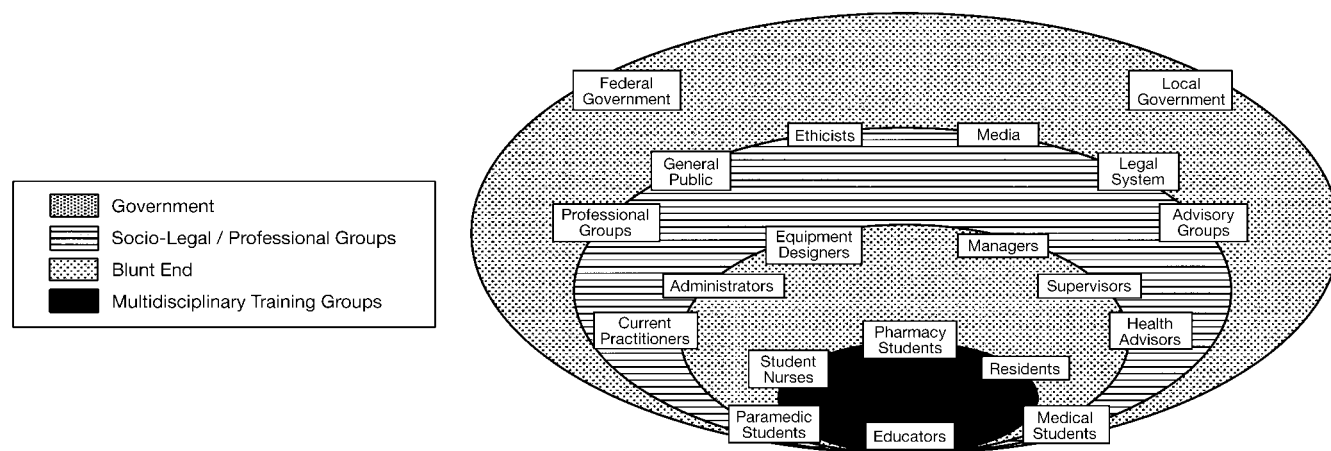 Government
Socio-Legal / Professional Groups
Blunt End
Multidisciplinary Training Groups
Federal
Government
Local
Government
Ethicists
Media
General
Public
Legal
System
Professional
Groups
Advisory
Groups
Equipment
Designers
Managers
Administrators
Supervisors
Current
Practitioners
Health
Advisors
Pharmacy
Students
Student
Nurses
Residents
Paramedic
Students
Educators
Medical
Students